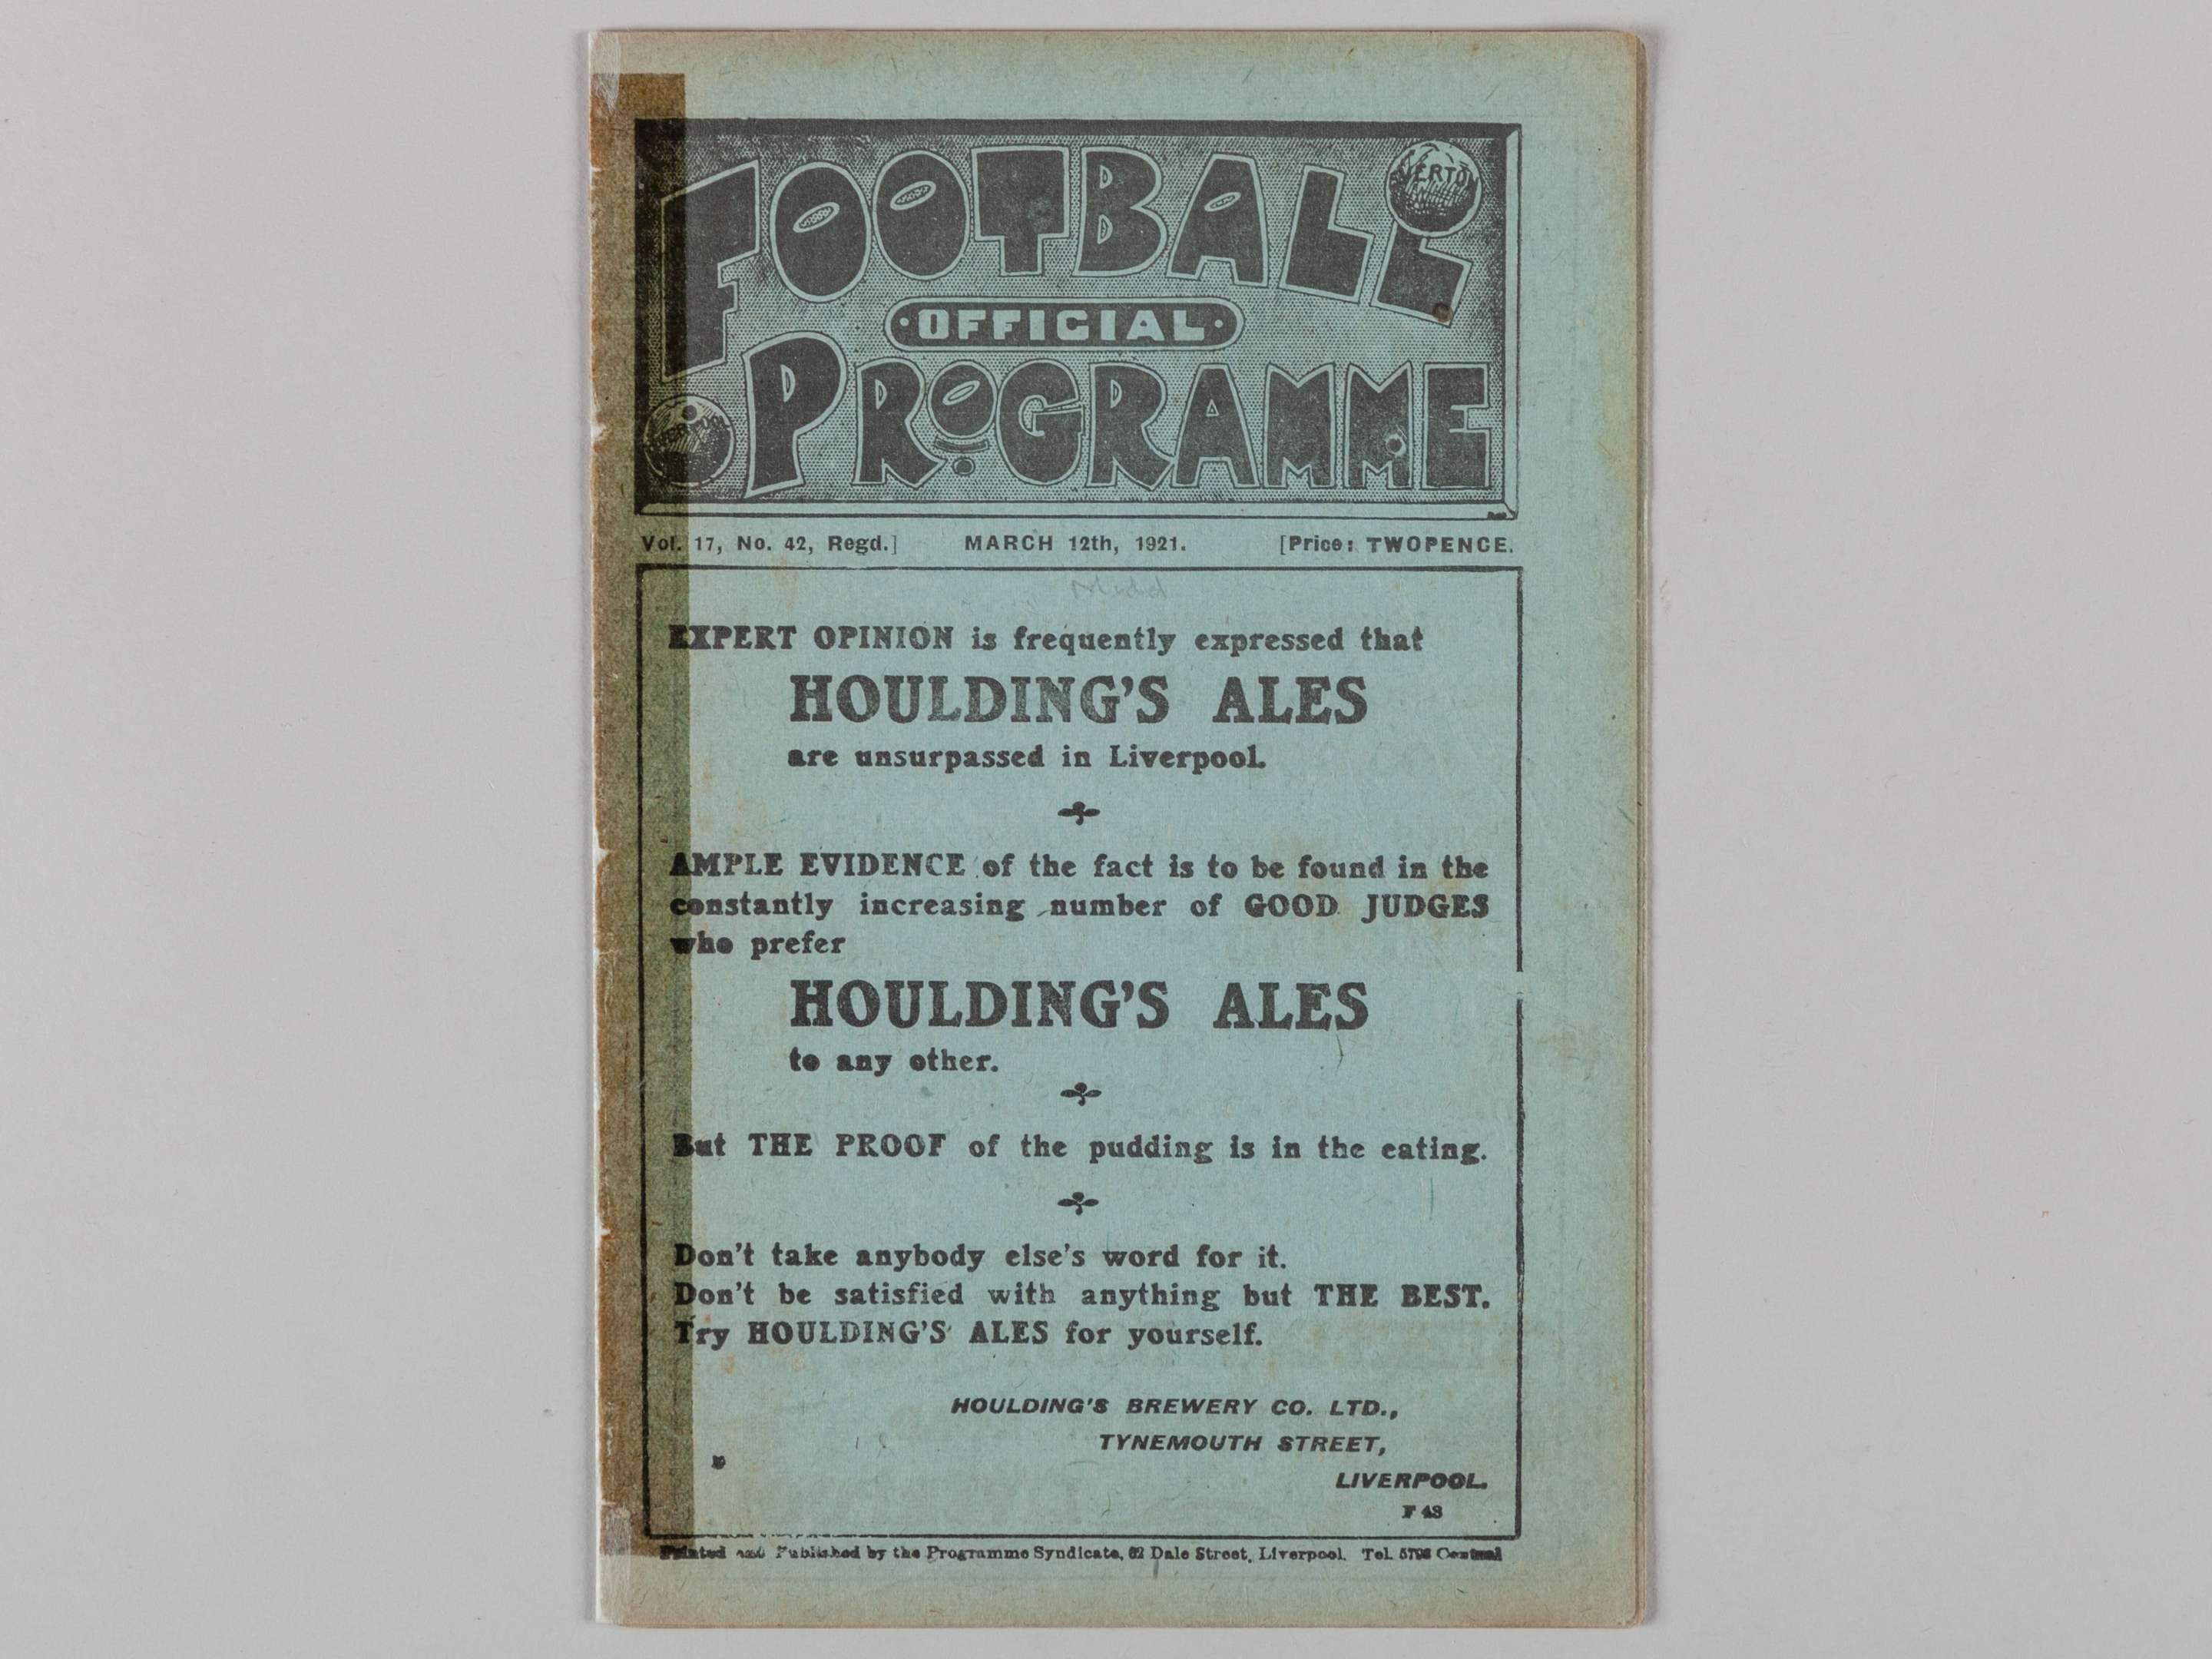 FOOTBALL
OFFICIAL
PROGRAMME
Vol. 17, No. 42, Regd.] MARCH 12th, 1921. [Price: TWOPENCE.
Midd
EXPERT OPINION is frequently expressed that
HOULDING'S ALES
are unsurpassed in Liverpool.
AMPLE EVIDENCE of the fact is to be found in the
constantly increasing number of GOOD JUDGES
who prefer
HOULDING'S ALES
to any other.
But THE PROOF of the pudding is in the eating.
Don't take anybody else's word for it.
Don't be satisfied with anything but THE BEST.
Try HOULDING'S ALES for yourself.
HOULDING'S BREWERY CO. LTD.,
TYNEMOUTH STREET,
LIVERPOOL.
F 43
Printed and Published by the Programme Syndicate, 62 Dale Street, Liverpool. Tel. Central